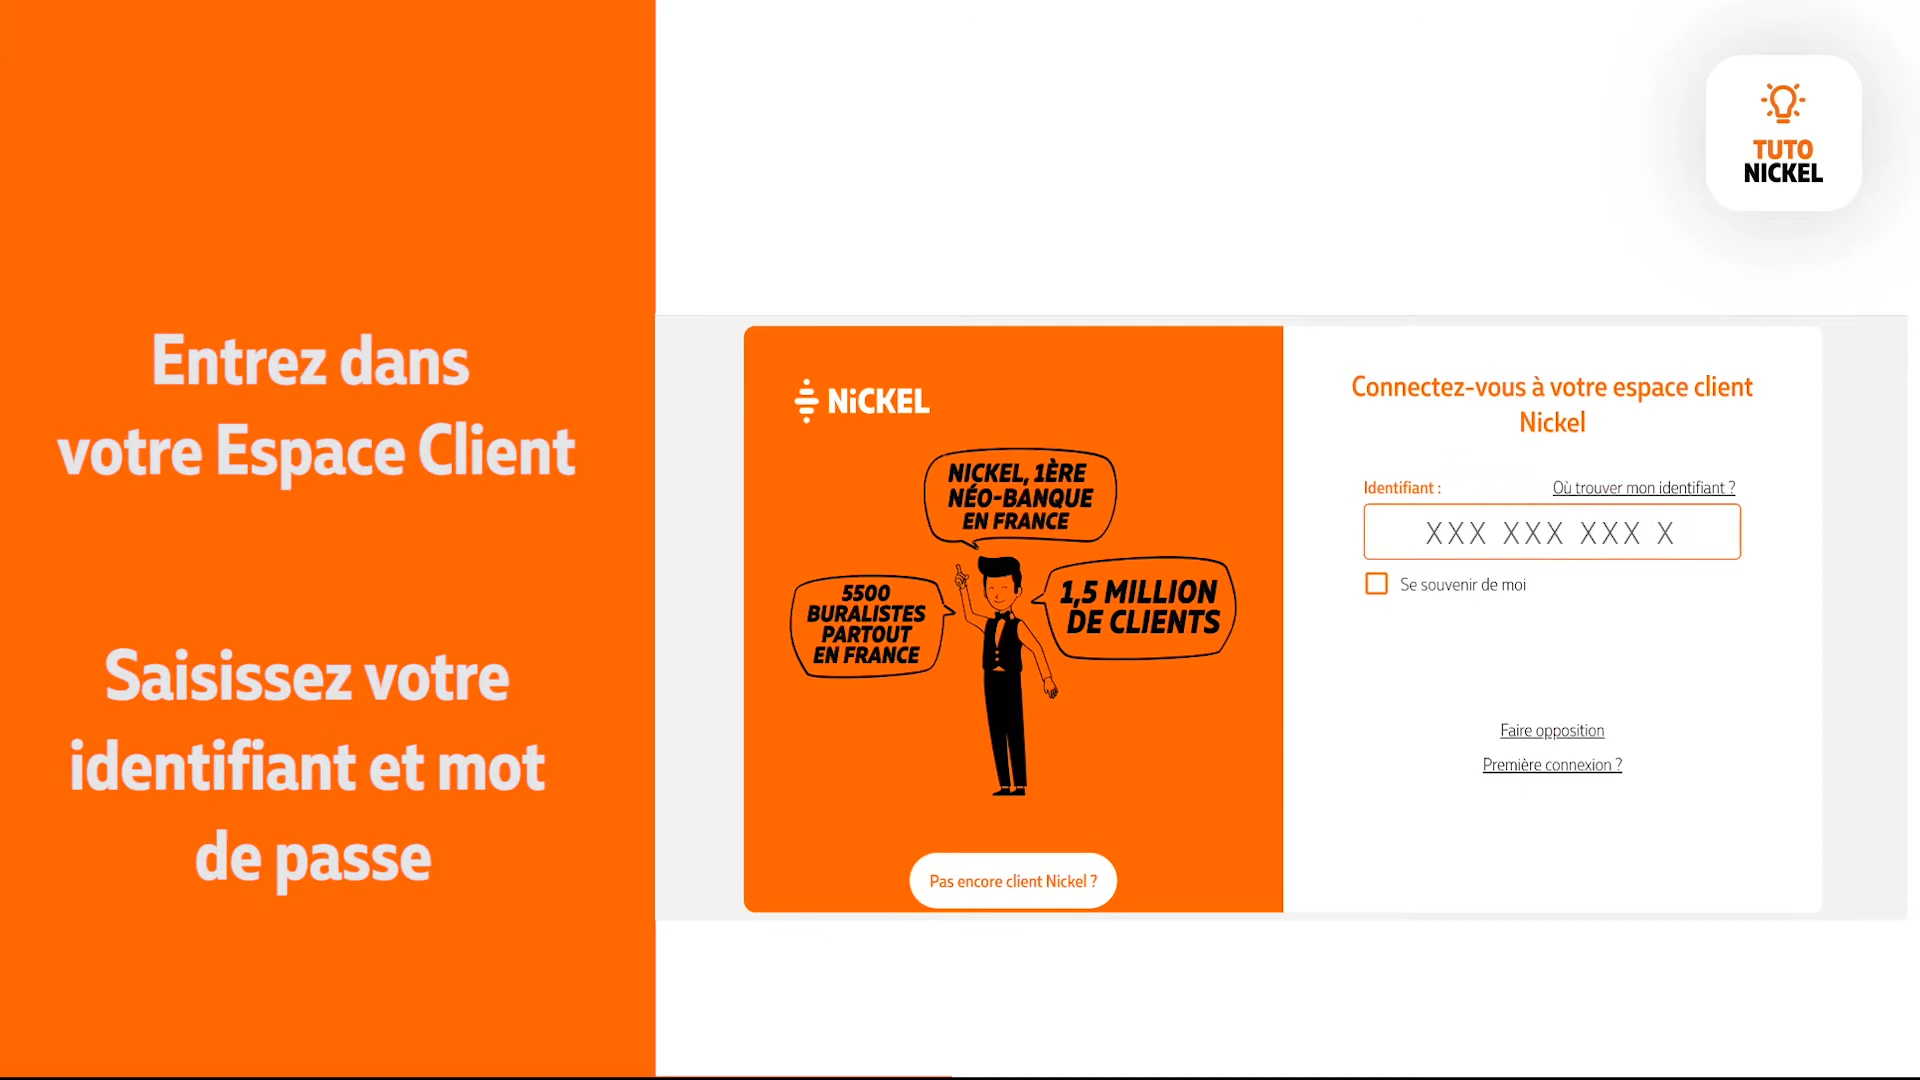 Entrez dans
votre Espace Client
Saisissez votre
identifiant et mot
de passe
TUTO
NICKEL
NiCKEL
NICKEL, 1ÈRE
NÉO-BANQUE
EN FRANCE
5500
BURALISTES
PARTOUT
EN FRANCE
1,5 MILLION
DE CLIENTS
Pas encore client Nickel ?
Connectez-vous à votre espace client
Nickel
Identifiant : Où trouver mon identifiant ?
XXX XXX XXX X
Se souvenir de moi
Faire opposition
Première connexion ?